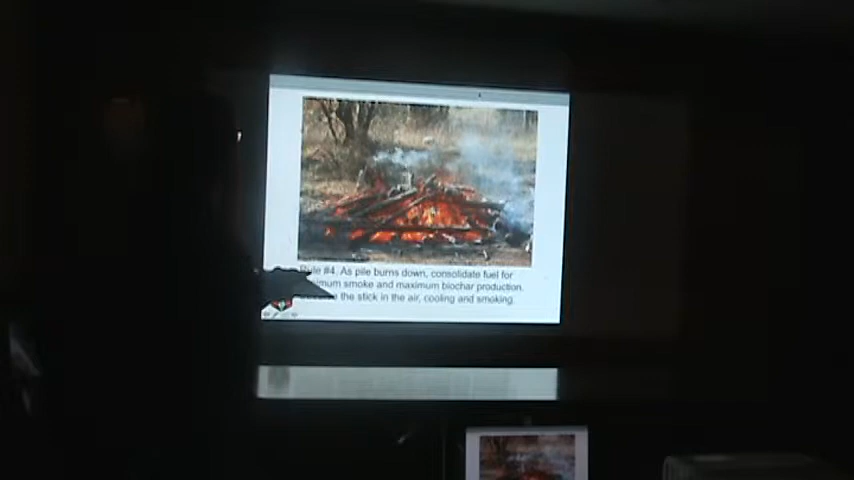 Rule #4. As pile burns down, consolidate fuel for
smoke and maximum biochar production.
the stick in the air, cooling and smoking.